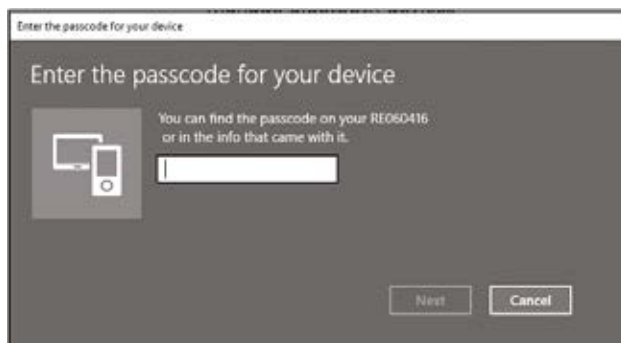 Enter the passcode for your device
Enter the passcode for your device
You can find the passcode on your RE060416
or in the info that came with it.
Next
Cancel